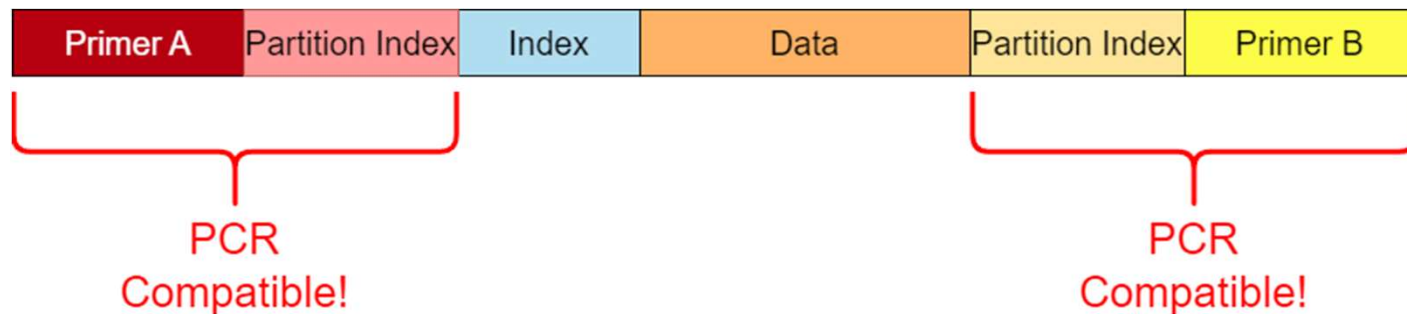 Primer A Partition Index Index Data Partition Index Primer B
PCR
Compatible!
PCR
Compatible!